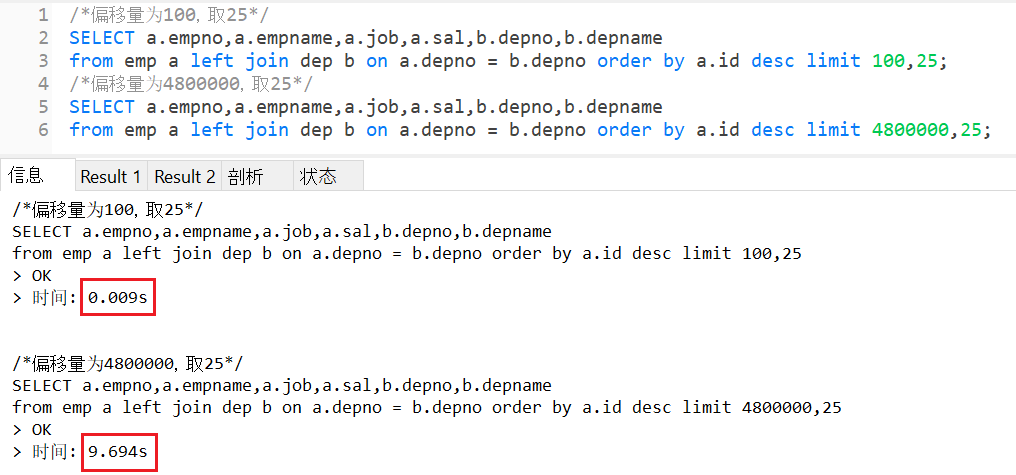 1 /*偏移量为100,取25*/
2 SELECT a.empno,a.empname,a.job,a.sal,b.depno,b.depname
3 from emp a left join dep b on a.depno = b.depno order by a.id desc limit 100,25;
4 /*偏移量为4800000,取25*/
5 SELECT a.empno,a.empname,a.job,a.sal,b.depno,b.depname
6 from emp a left join dep b on a.depno = b.depno order by a.id desc limit 4800000,25;
信息 Result 1 Result 2 剖析 状态
/*偏移量为100,取25*/
SELECT a.empno,a.empname,a.job,a.sal,b.depno,b.depname
from emp a left join dep b on a.depno = b.depno order by a.id desc limit 100,25
> OK
> 时间: 0.009s
/*偏移量为4800000,取25*/
SELECT a.empno,a.empname,a.job,a.sal,b.depno,b.depname
from emp a left join dep b on a.depno = b.depno order by a.id desc limit 4800000,25
> OK
> 时间: 9.694s